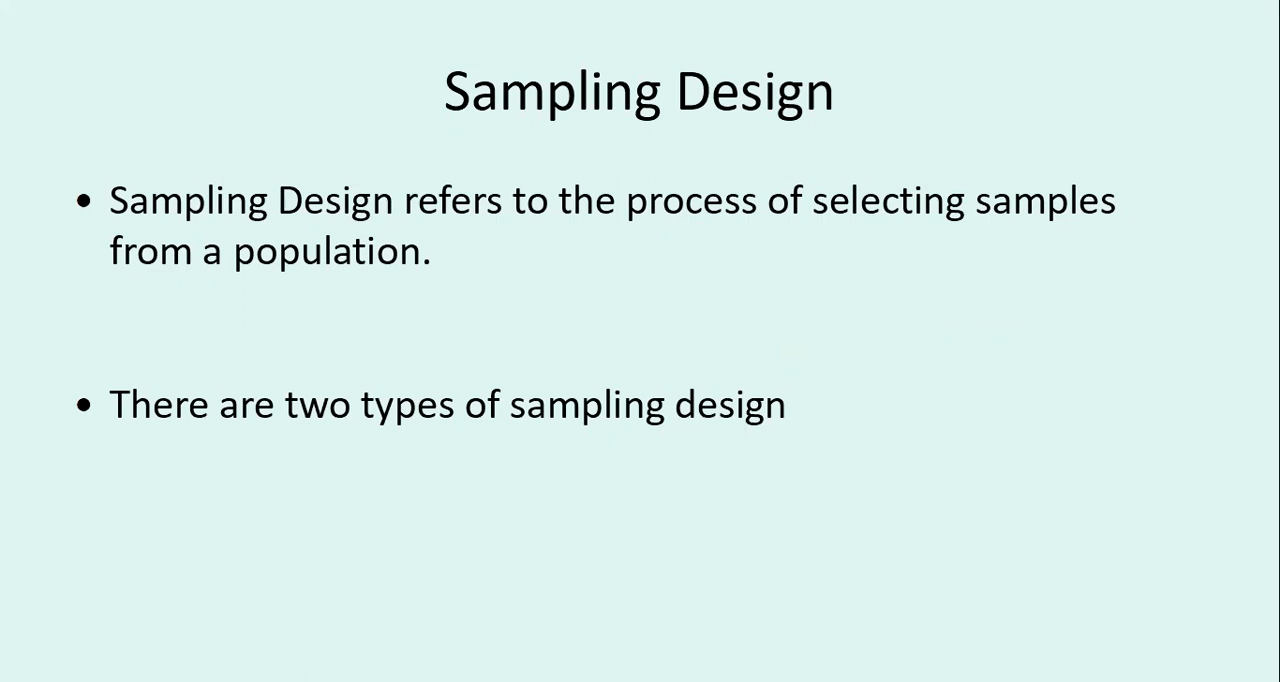 Sampling Design
• Sampling Design refers to the process of selecting samples
from a population.
• There are two types of sampling design